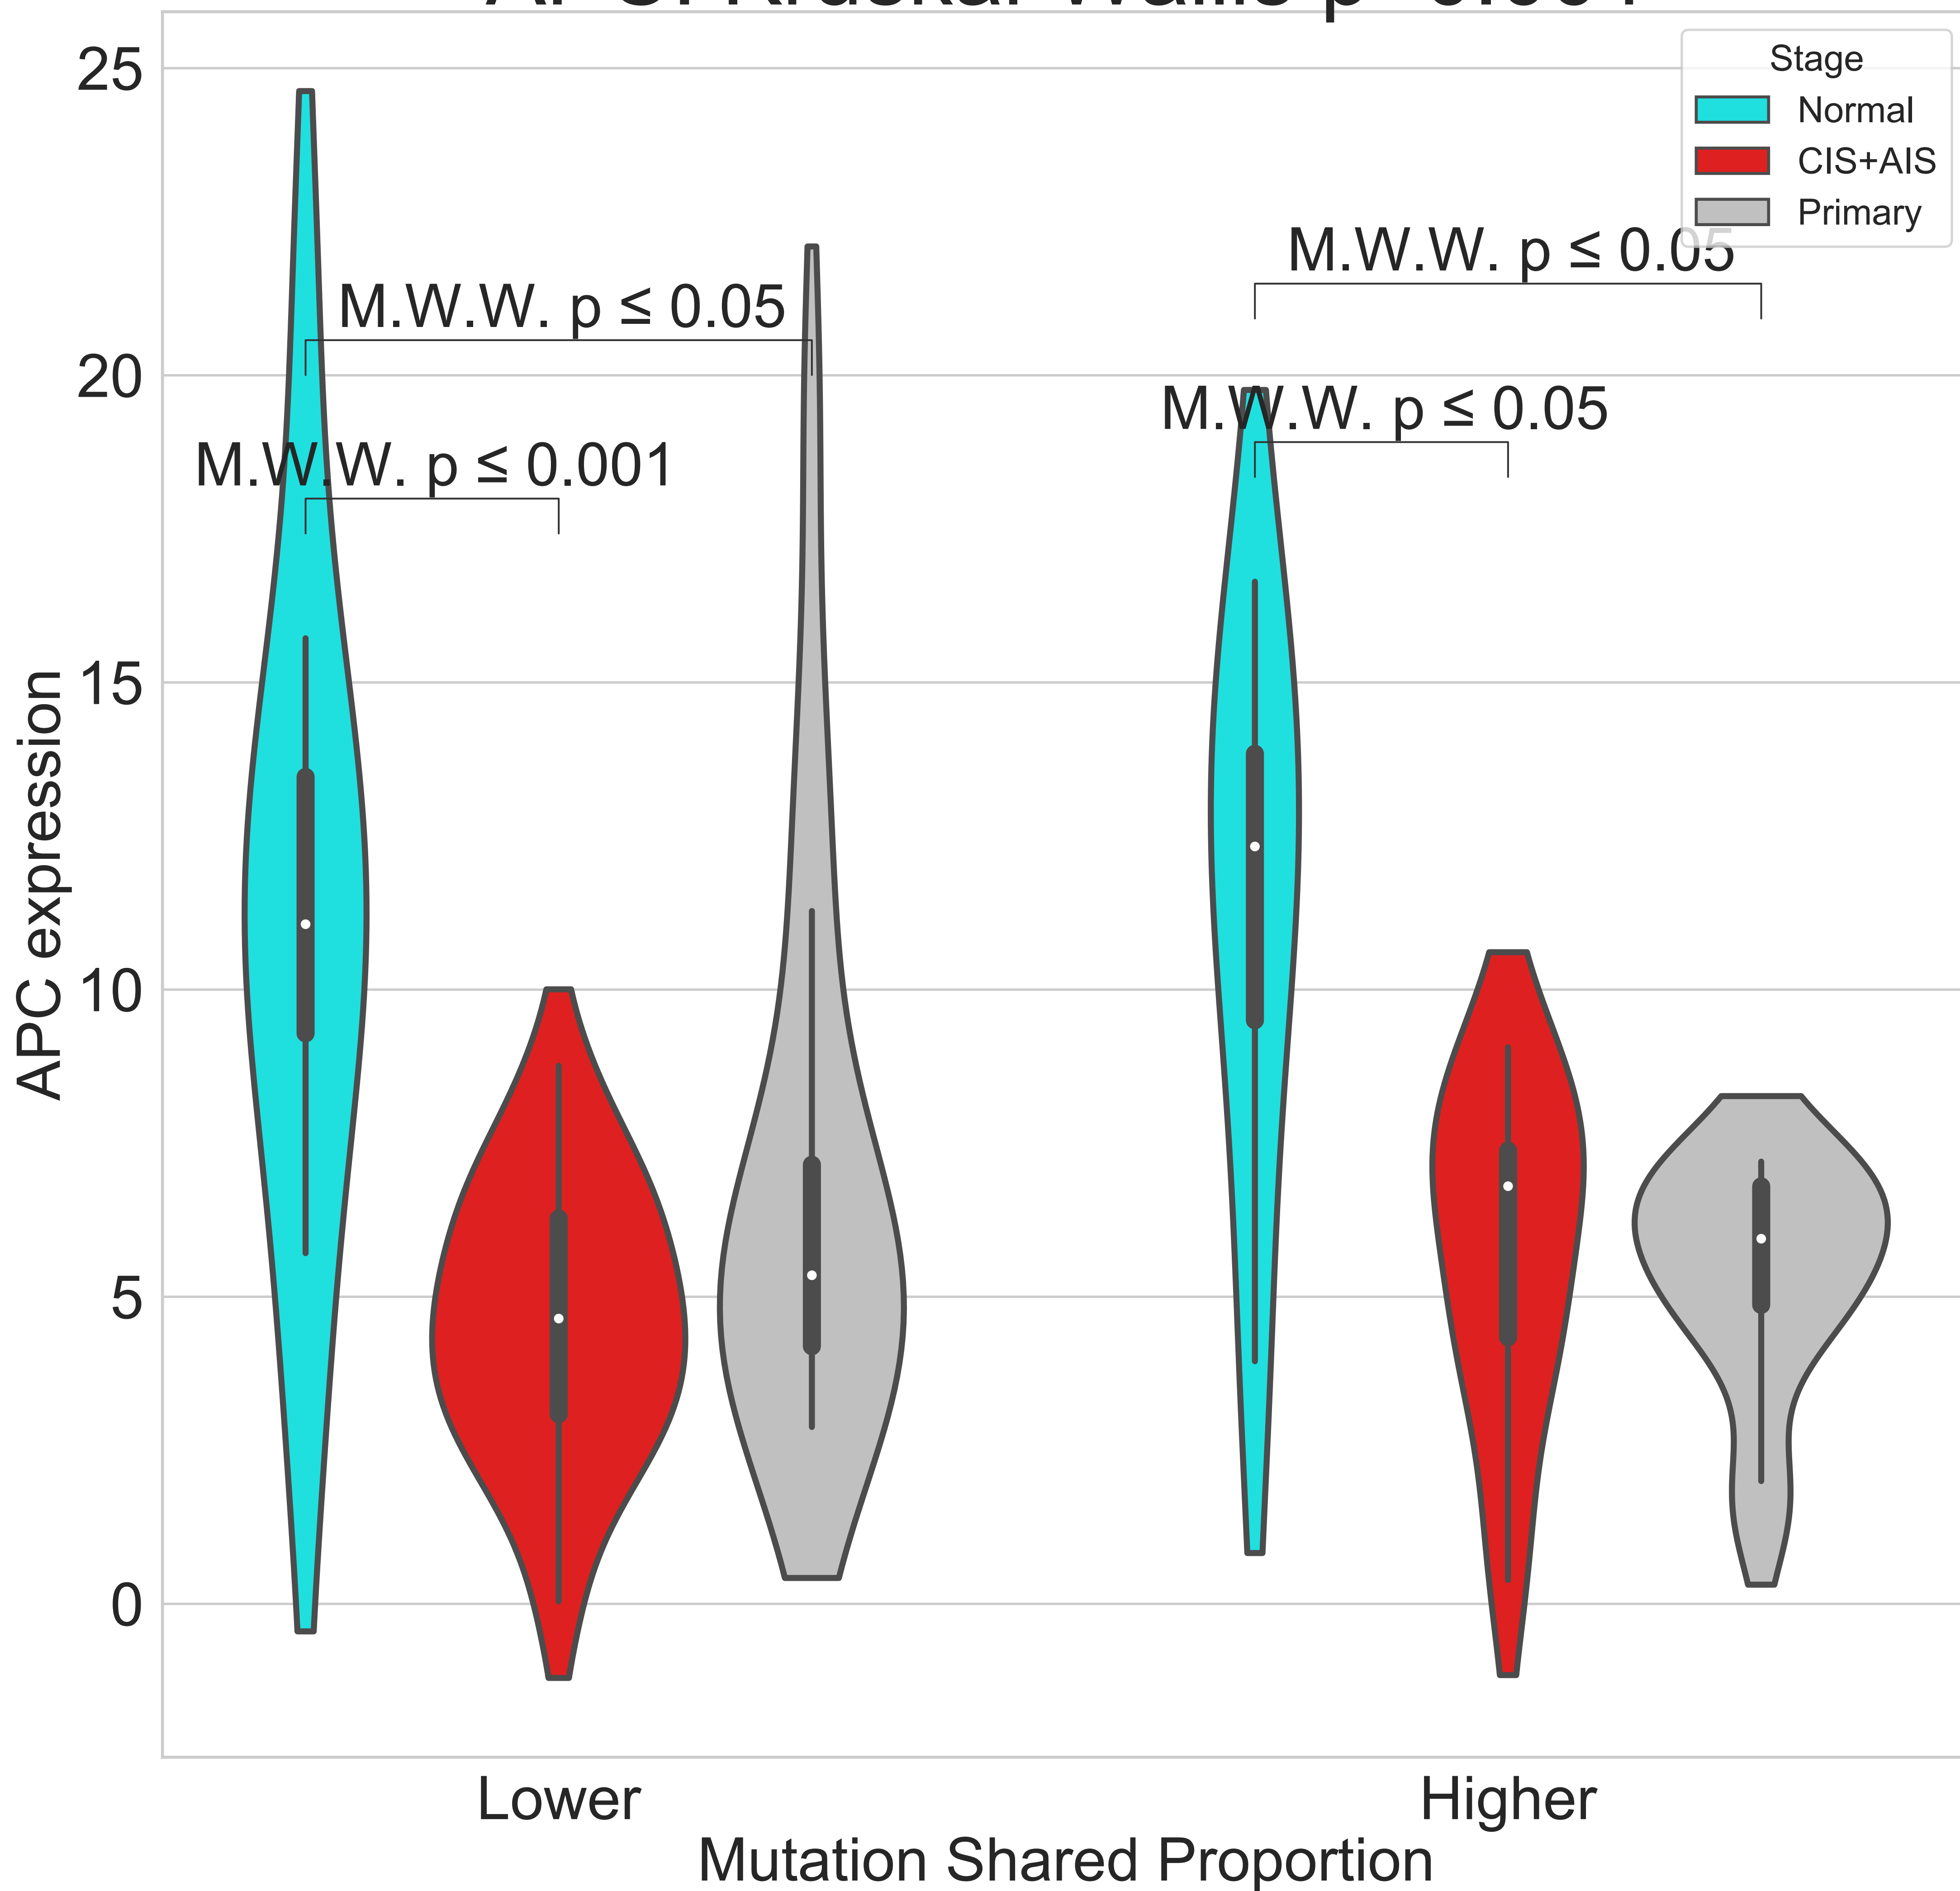 Stage
Normal
CIS+AIS
Primary
M.W.W. p ≤ 0.05
M.W.W. p ≤ 0.05
M.W.W. p ≤ 0.05
M.W.W. p ≤ 0.001
25
20
15
10
5
0
APC expression
Lower
Higher
Mutation Shared Proportion